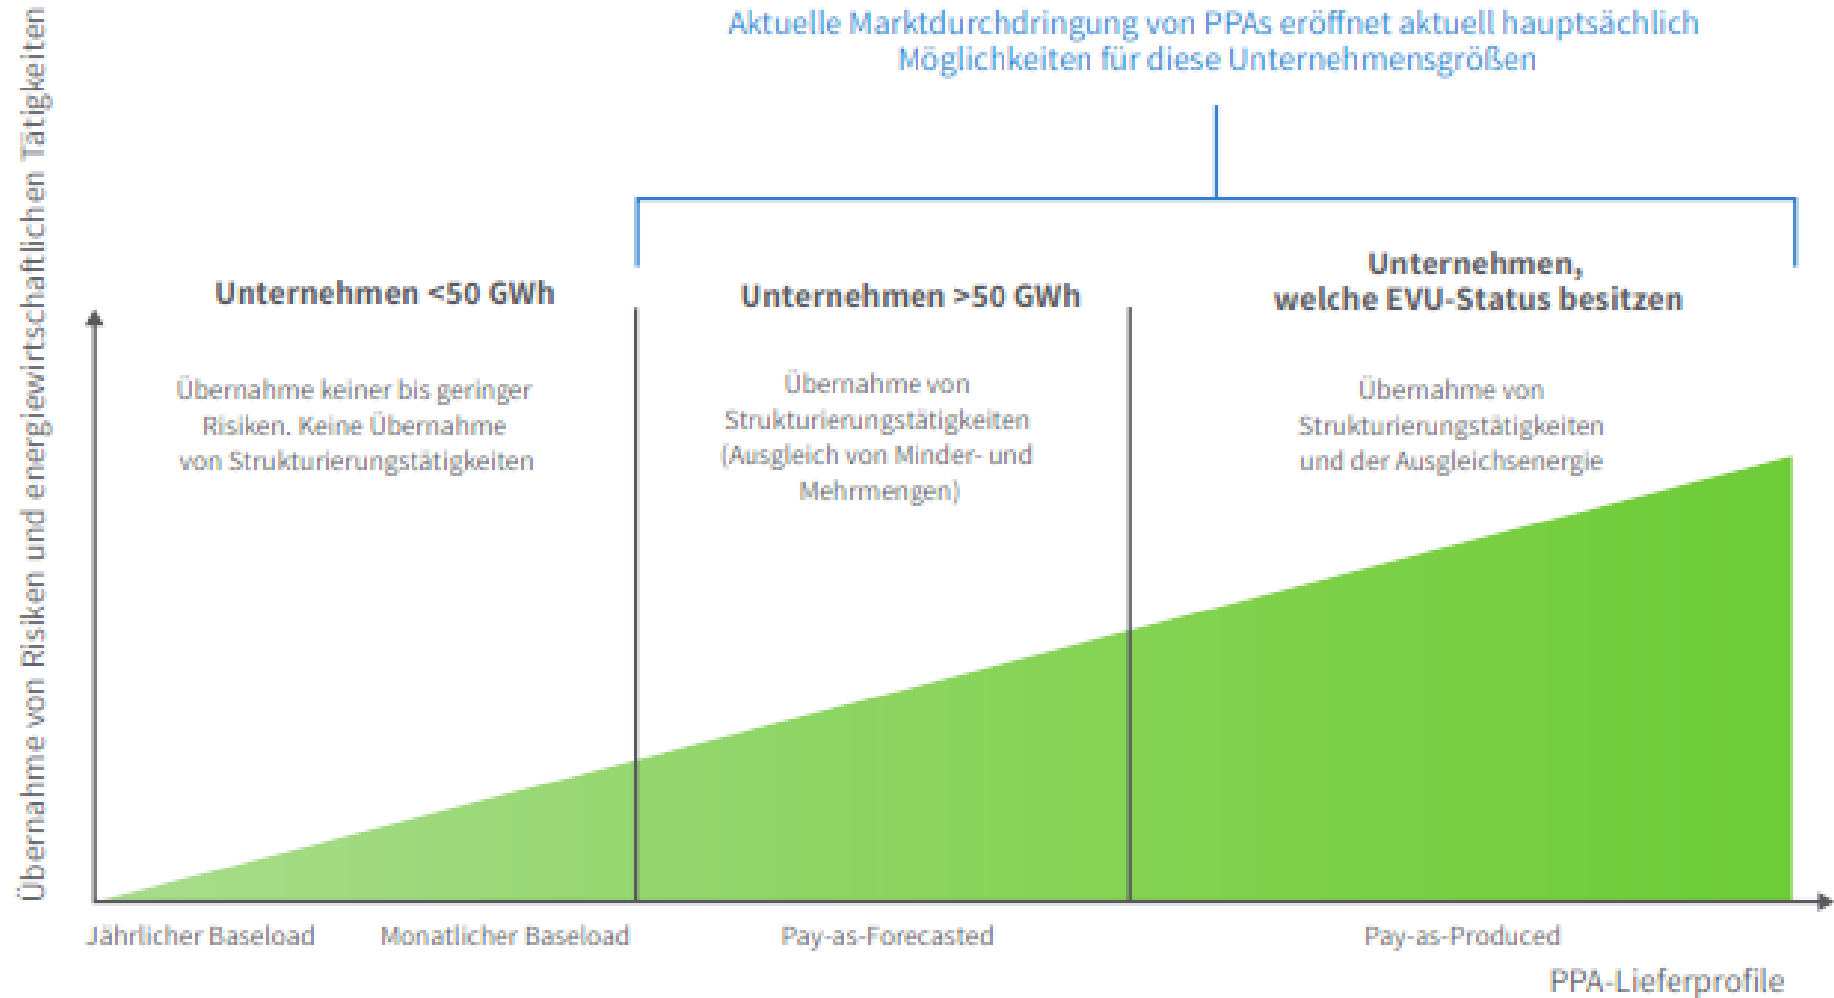 Übernahme von Risiken und energiewirtschaftlichen Tätigkeiten
Aktuelle Marktdurchdringung von PPAs eröffnet aktuell hauptsächlich
Möglichkeiten für diese Unternehmensgrößen
Unternehmen <50 GWh
Übernahme keiner bis geringer
Risiken. Keine Übernahme
von Strukturierungstätigkeiten
Unternehmen >50 GWh
Übernahme von
Strukturierungstätigkeiten
(Ausgleich von Minder- und
Mehrmengen)
Unternehmen,
welche EVU-Status besitzen
Übernahme von
Strukturierungstätigkeiten
und der Ausgleichsenergie
Jährlicher Baseload
Monatlicher Baseload
Pay-as-Forecasted
Pay-as-Produced
PPA-Lieferprofile